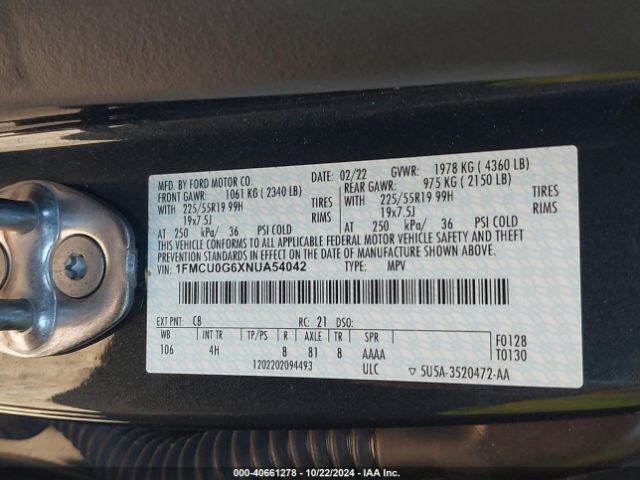 MFD. BY FORD MOTOR CO. 02/22 GVWR: 1978 KG ( 4360 LB)
FRONT GAWR: 1061 KG ( 2340 LB) REAR GAWR: 975 KG ( 2150 LB)
WITH 225/55R19 99H TIRES WITH 225/55R19 99H TIRES
19x7.5J RIMS 19x7.5J RIMS
AT 250 kPa/ 36 PSI COLD AT 250 kPa/ 36 PSI COLD
THIS VEHICLE CONFORMS TO ALL APPLICABLE FEDERAL MOTOR VEHICLE SAFETY AND THEFT
PREVENTION STANDARDS IN EFFECT ON THE DATE OF MANUFACTURE SHOWN ABOVE.
VIN: 1FMCU0G6XNUA54042 TYPE: MPV
EXT PNT: C8 RC: 21 DSO:
WB INT TR TP/PS R AXLE TR SPR F0128
106 4H 8 81 8 AAAA T0130
1202202094493 ULC ▽ 5U5A-3520472-AA
000-40661278 - 10/22/2024 - IAA Inc.